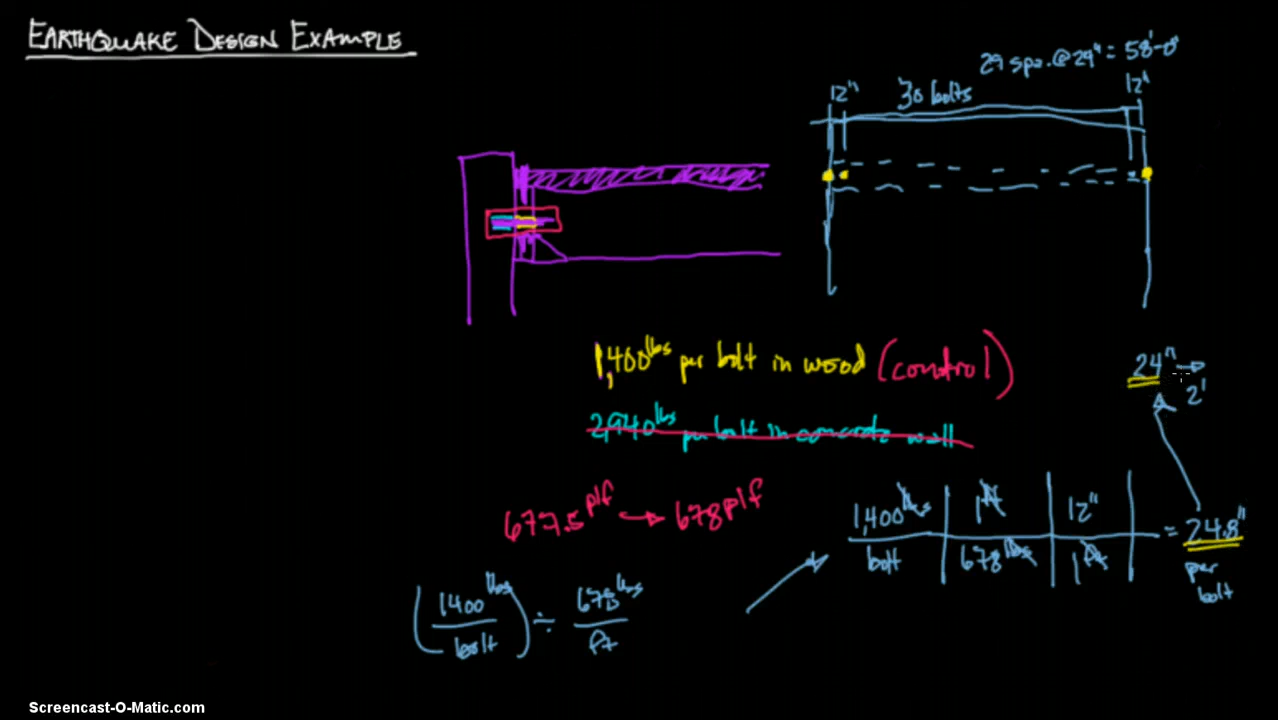 EARTHQUAKE DESIGN EXAMPLE
29 spa. @ 29" = 58'-0"
12" 30 bolts 12"
1,400 lbs per bolt in wood (control)
24" → 2'
2940 lbs per bolt in concrete wall
677.5 plf → 678 plf
1,400 lbs | 1 ft | 12"
bolt | 678 lbs | 1 ft
= 24.8"
per
bolt
(1400 lbs / bolt) ÷ 678 lbs / ft
Screencast-O-Matic.com